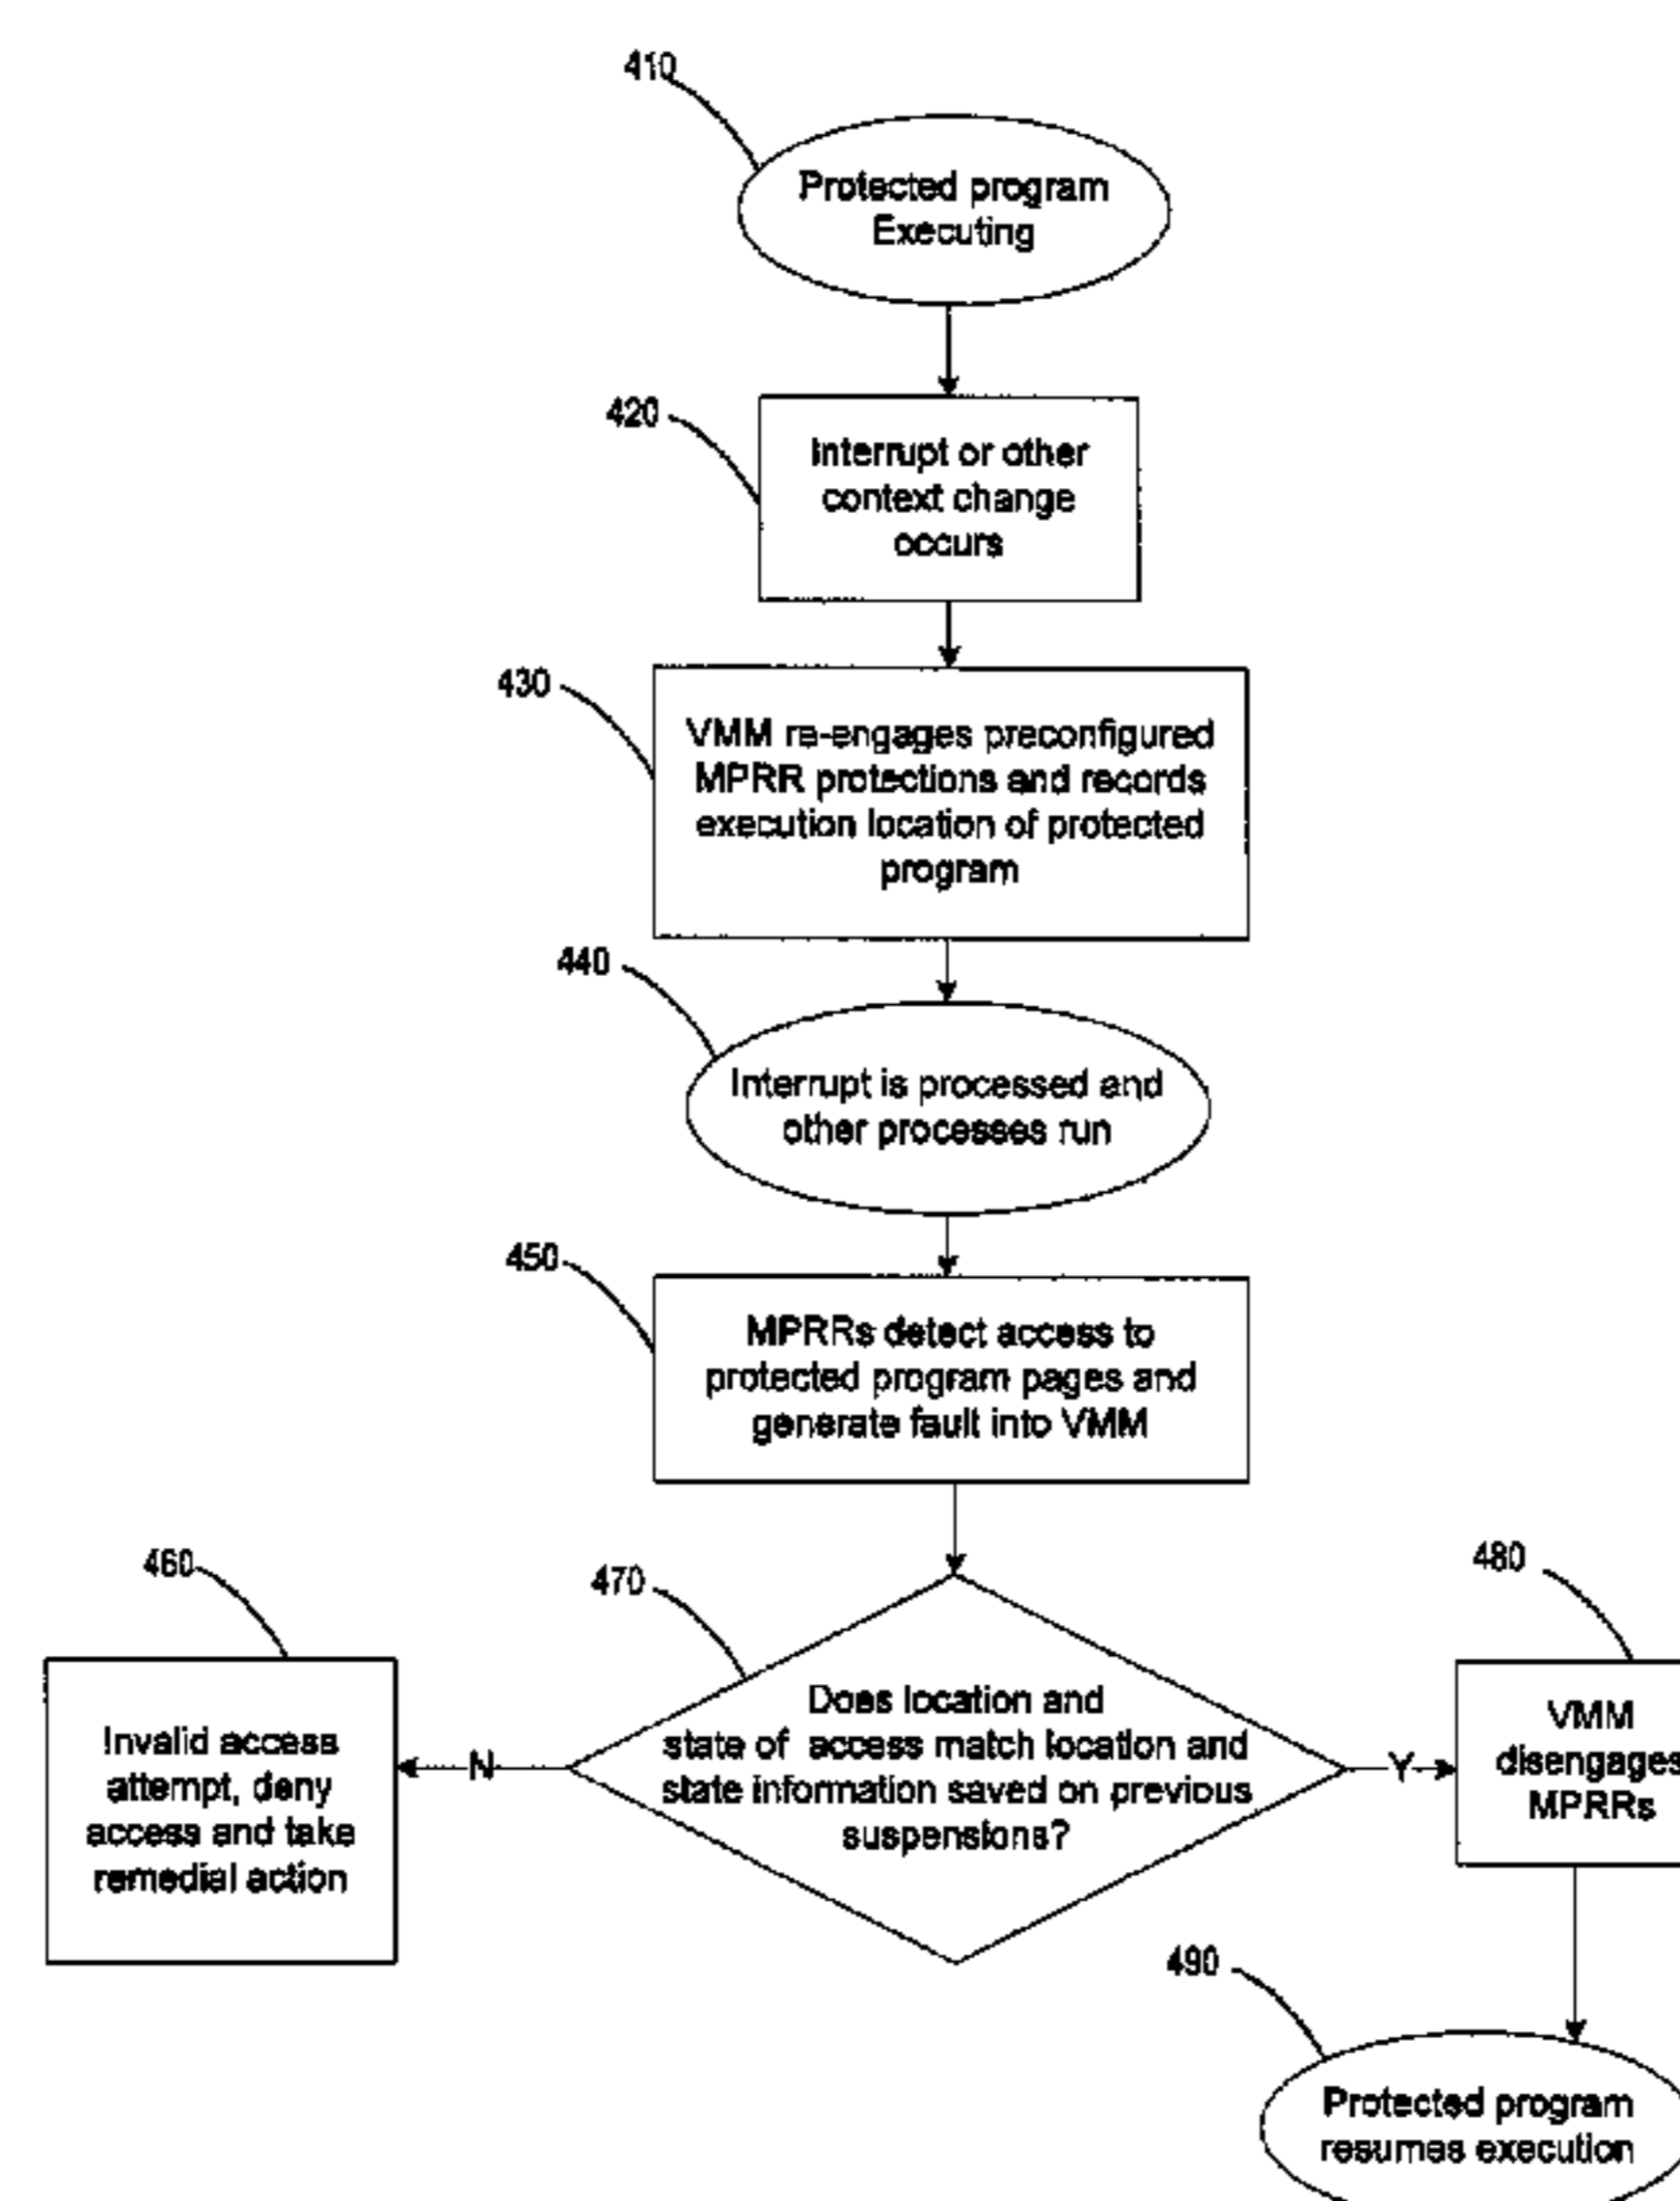 410
Protected program
Executing
420
Interrupt or other
context change
occurs
430
VMM re-engages preconfigured
MPRR protections and records
execution location of protected
program
440
Interrupt is processed and
other processes run
450
MPRRs detect access to
protected program pages and
generate fault into VMM
460
470
480
Invalid access
attempt, deny
access and take
remedial action
N
Does location and
state of access match location and
state information saved on previous
suspensions?
Y
VMM
disengages
MPRRs
490
Protected program
resumes execution